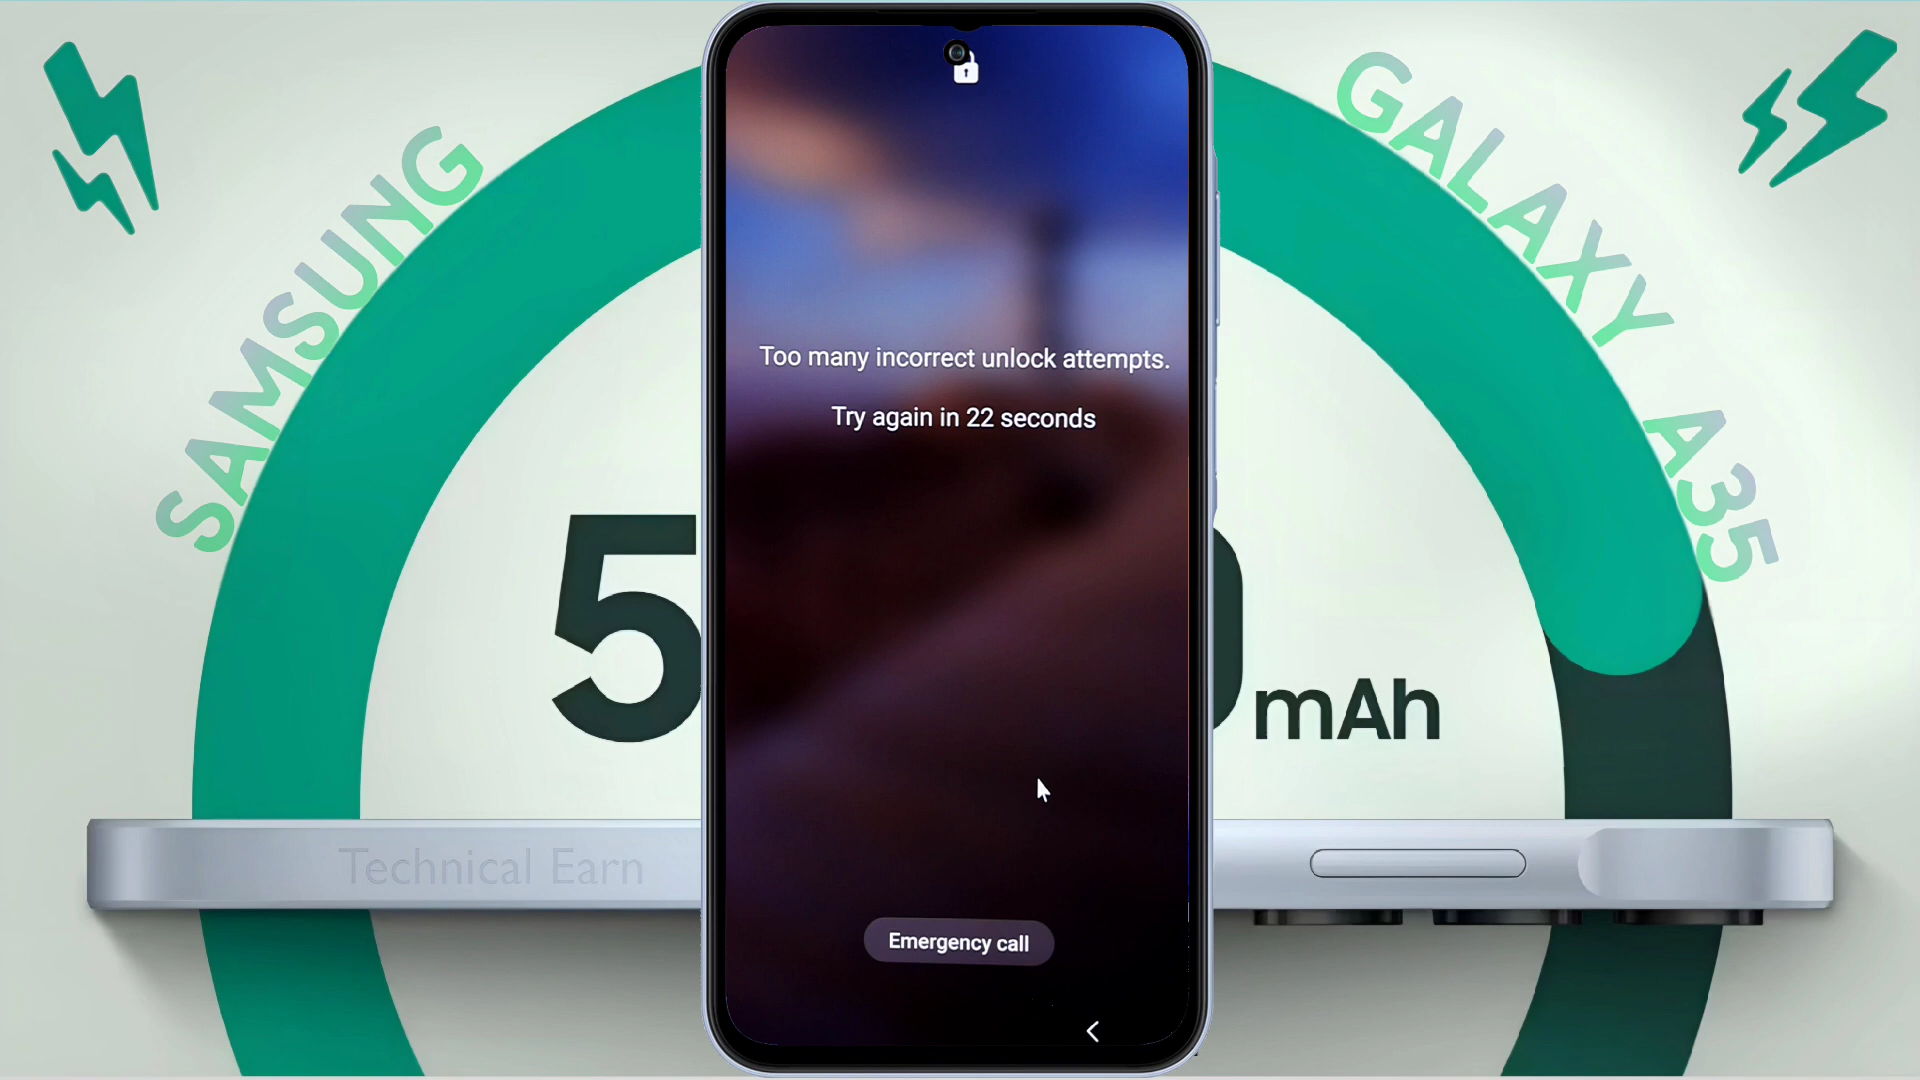 SAMSUNG
GALAXY A35
Too many incorrect unlock attempts.
Try again in 22 seconds
5
mAh
Technical Earn
Emergency call